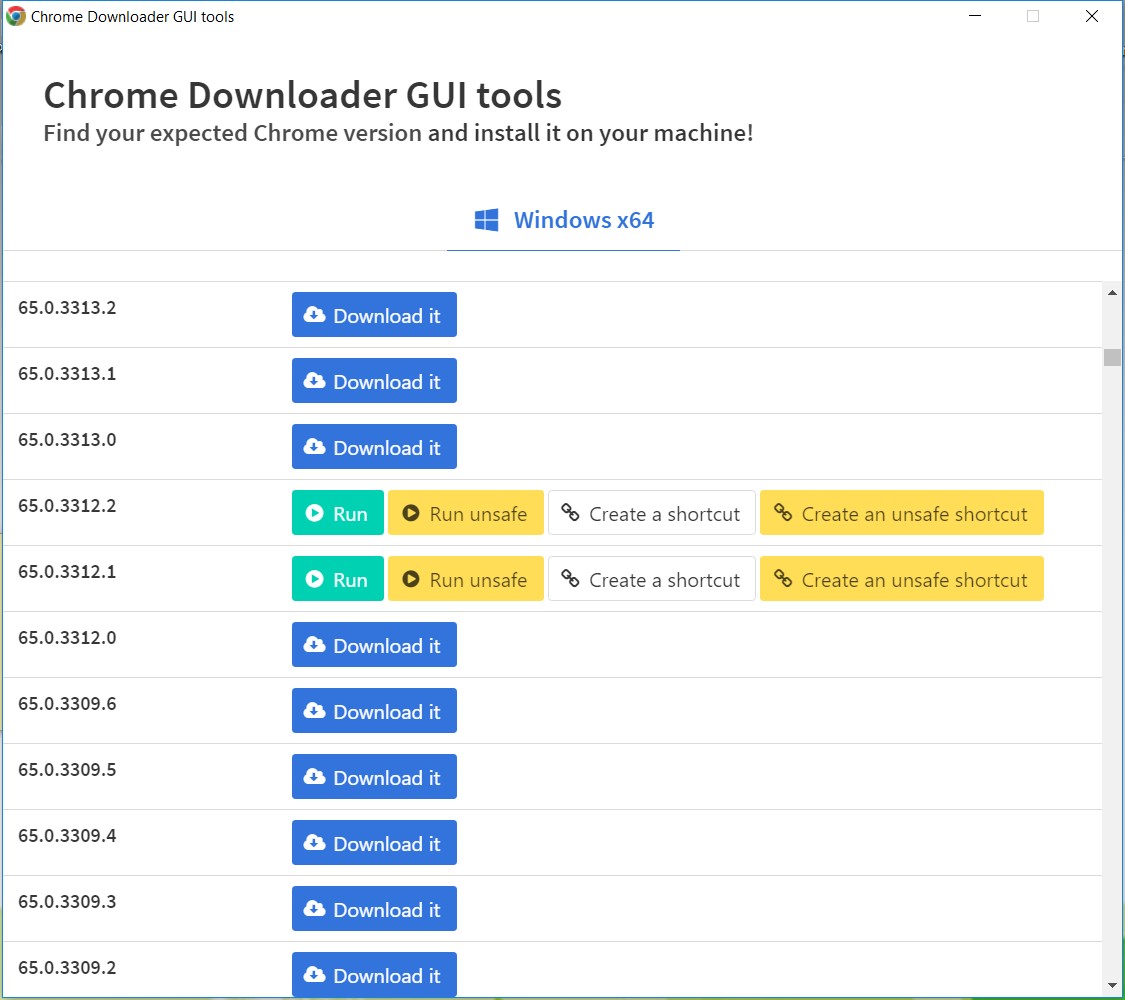 Chrome Downloader GUI tools
Chrome Downloader GUI tools
Find your expected Chrome version and install it on your machine!
Windows x64
65.0.3313.2 Download it
65.0.3313.1 Download it
65.0.3313.0 Download it
65.0.3312.2 Run Run unsafe Create a shortcut Create an unsafe shortcut
65.0.3312.1 Run Run unsafe Create a shortcut Create an unsafe shortcut
65.0.3312.0 Download it
65.0.3309.6 Download it
65.0.3309.5 Download it
65.0.3309.4 Download it
65.0.3309.3 Download it
65.0.3309.2 Download it